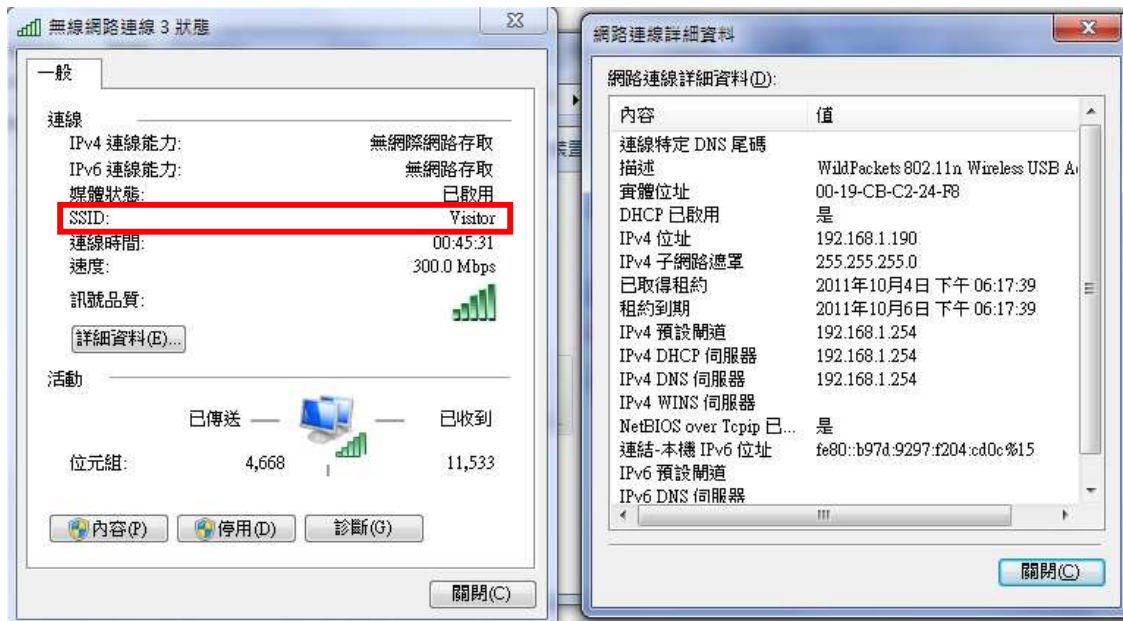 無線網路連線 3 狀態
一般
連線
IPv4 連線能力: 無網際網路存取
IPv6 連線能力: 無網路存取
媒體狀態: 已啟用
SSID: Visitor
連線時間: 00:45:31
速度: 300.0 Mbps
訊號品質:
詳細資料(E)...
活動
已傳送 — — 已收到
位元組: 4,668 11,533
內容(P) 停用(D) 診斷(G)
關閉(C)
網路連線詳細資料
網路連線詳細資料(D):
內容 值
連線特定 DNS 尾碼
描述 WildPackets 802.11n Wireless USB
實體位址 00-19-CB-C2-24-F8
DHCP 已啟用 是
IPv4 位址 192.168.1.190
IPv4 子網路遮罩 255.255.255.0
已取得租約 2011年10月4日 下午 06:17:39
租約到期 2011年10月6日 下午 06:17:39
IPv4 預設閘道 192.168.1.254
IPv4 DHCP 伺服器 192.168.1.254
IPv4 DNS 伺服器 192.168.1.254
IPv4 WINS 伺服器
NetBIOS over Tcpip 已... 是
連結-本機 IPv6 位址 fe80::b97d:9297:f204:cd0c%15
IPv6 預設閘道
IPv6 DNS 伺服器
關閉(C)